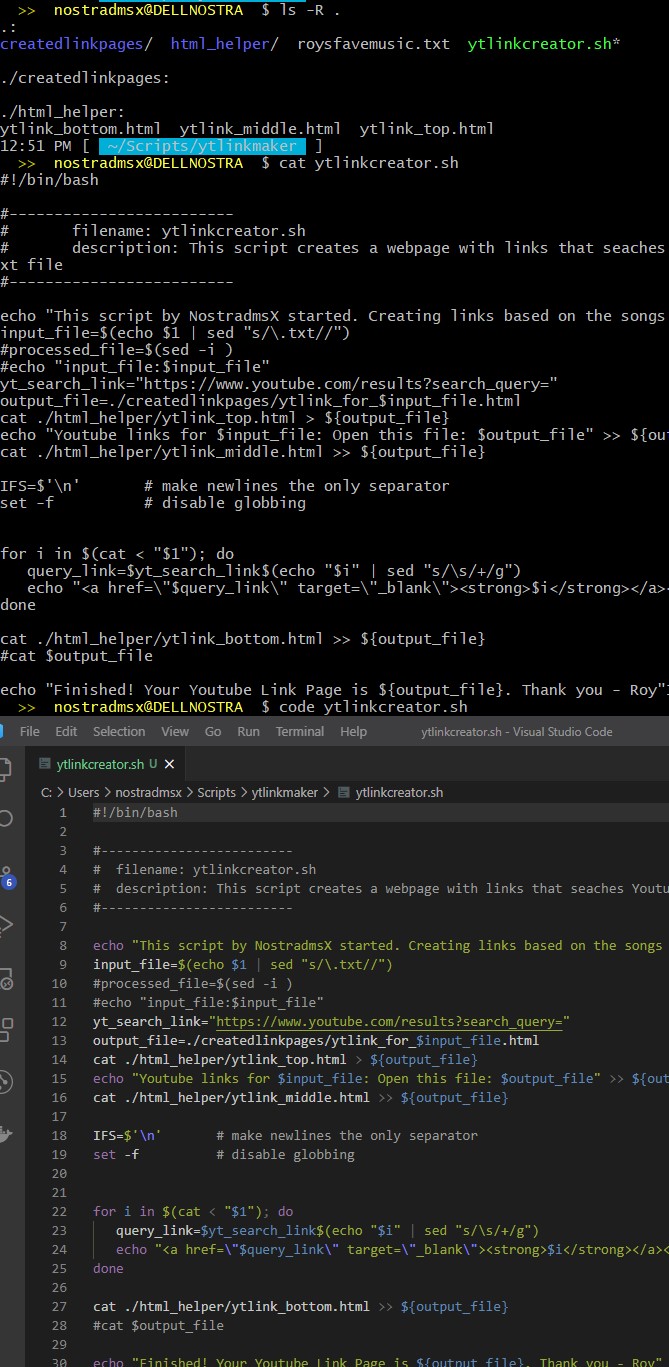 >> nostradmsx@DELLNOSTRA $ ls -R .
.:
createdlinkpages/ html_helper/ roysfavemusic.txt ytlinkcreator.sh*
./createdlinkpages:
./html_helper:
ytlink_bottom.html ytlink_middle.html ytlink_top.html
12:51 PM [ ~/Scripts/ytlinkmaker ]
>> nostradmsx@DELLNOSTRA $ cat ytlinkcreator.sh
#!/bin/bash
#-------------------------
# filename: ytlinkcreator.sh
# description: This script creates a webpage with links that seaches
xt file
#-------------------------
echo "This script by NostradmsX started. Creating links based on the songs
input_file=$(echo $1 | sed "s/\.txt//")
#processed_file=$(sed -i )
#echo "input_file:$input_file"
yt_search_link="https://www.youtube.com/results?search_query="
output_file=./createdlinkpages/ytlink_for_$input_file.html
cat ./html_helper/ytlink_top.html > ${output_file}
echo "Youtube links for $input_file: Open this file: $output_file" >> ${ou
cat ./html_helper/ytlink_middle.html >> ${output_file}
IFS=$'\n' # make newlines the only separator
set -f # disable globbing
for i in $(cat < "$1"); do
query_link=$yt_search_link$(echo "$i" | sed "s/\s/+/g")
echo "<a href=\"$query_link\" target=\"_blank\"><strong>$i</strong></a><
done
cat ./html_helper/ytlink_bottom.html >> ${output_file}
#cat $output_file
echo "Finished! Your Youtube Link Page is ${output_file}. Thank you - Roy"
>> nostradmsx@DELLNOSTRA $ code ytlinkcreator.sh
File Edit Selection View Go Run Terminal Help ytlinkcreator.sh - Visual Studio Code
ytlinkcreator.sh U ×
C: > Users > nostradmsx > Scripts > ytlinkmaker > ytlinkcreator.sh
1 #!/bin/bash
2
3 #-------------------------
4 # filename: ytlinkcreator.sh
5 # description: This script creates a webpage with links that seaches Youtu
6 #-------------------------
6
7
8 echo "This script by NostradmsX started. Creating links based on the songs
9 input_file=$(echo $1 | sed "s/\.txt//")
10 #processed_file=$(sed -i )
11 #echo "input_file:$input_file"
12 yt_search_link="https://www.youtube.com/results?search_query="
13 output_file=./createdlinkpages/ytlink_for_$input_file.html
14 cat ./html_helper/ytlink_top.html > ${output_file}
15 echo "Youtube links for $input_file: Open this file: $output_file" >> ${out
16 cat ./html_helper/ytlink_middle.html >> ${output_file}
17
18 IFS=$'\n' # make newlines the only separator
19 set -f # disable globbing
20
21
22 for i in $(cat < "$1"); do
23 query_link=$yt_search_link$(echo "$i" | sed "s/\s/+/g")
24 echo "<a href=\"$query_link\" target=\"_blank\"><strong>$i</strong></a><
25 done
26
27 cat ./html_helper/ytlink_bottom.html >> ${output_file}
28 #cat $output_file
29
30 echo "Finished! Your Youtube Link Page is ${output_file}. Thank you - Roy"